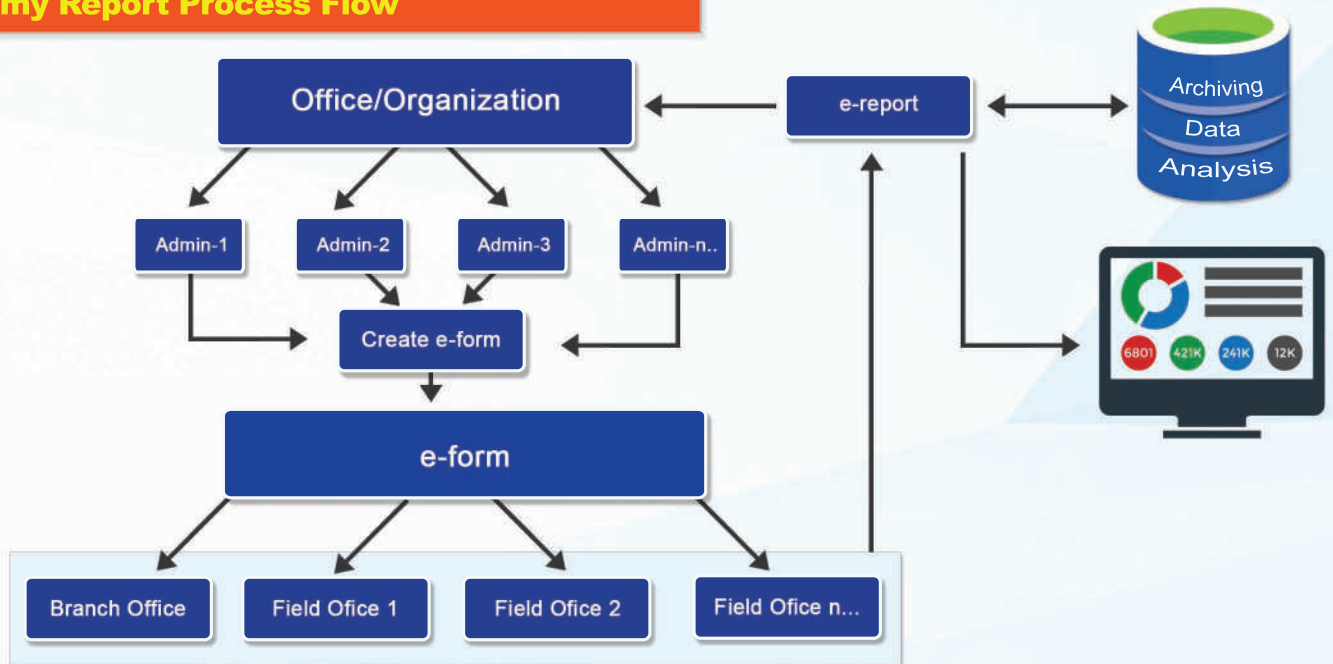 my Report Process Flow
Office/Organization
e-report
Archiving
Data
Analysis
Admin-1
Admin-2
Admin-3
Admin-n..
Create e-form
6801
421K
241K
12K
e-form
Branch Office
Field Ofice 1
Field Ofice 2
Field Ofice n...